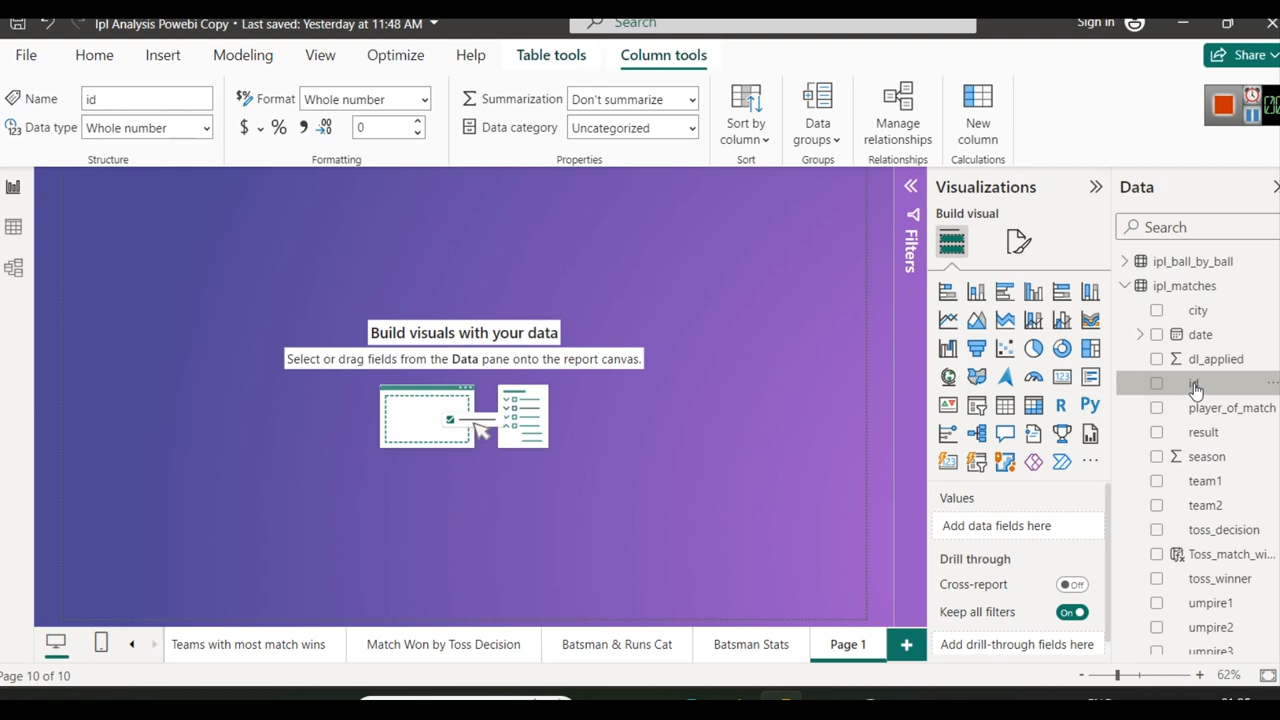 Ipl Analysis Powebi Copy • Last saved: Yesterday at 11:48 AM
Search
Sign in
File Home Insert Modeling View Optimize Help Table tools Column tools
Share
Name id
Data type Whole number
Structure
Format Whole number
$ % 0
Formatting
Summarization Don't summarize
Data category Uncategorized
Properties
Sort by
column
Sort
Data
groups
Groups
Manage
relationships
Relationships
New
column
Calculations
Build visuals with your data
Select or drag fields from the Data pane onto the report canvas.
Filters
Visualizations
Build visual
R Py
123
Values
Add data fields here
Drill through
Cross-report Off
Keep all filters On
Add drill-through fields here
Data
Search
ipl_ball_by_ball
ipl_matches
city
date
dl_applied
player_of_match
result
season
team1
team2
toss_decision
Toss_match_wi...
toss_winner
umpire1
umpire2
umpire3
Teams with most match wins Match Won by Toss Decision Batsman & Runs Cat Batsman Stats Page 1
Page 10 of 10
- + 62%